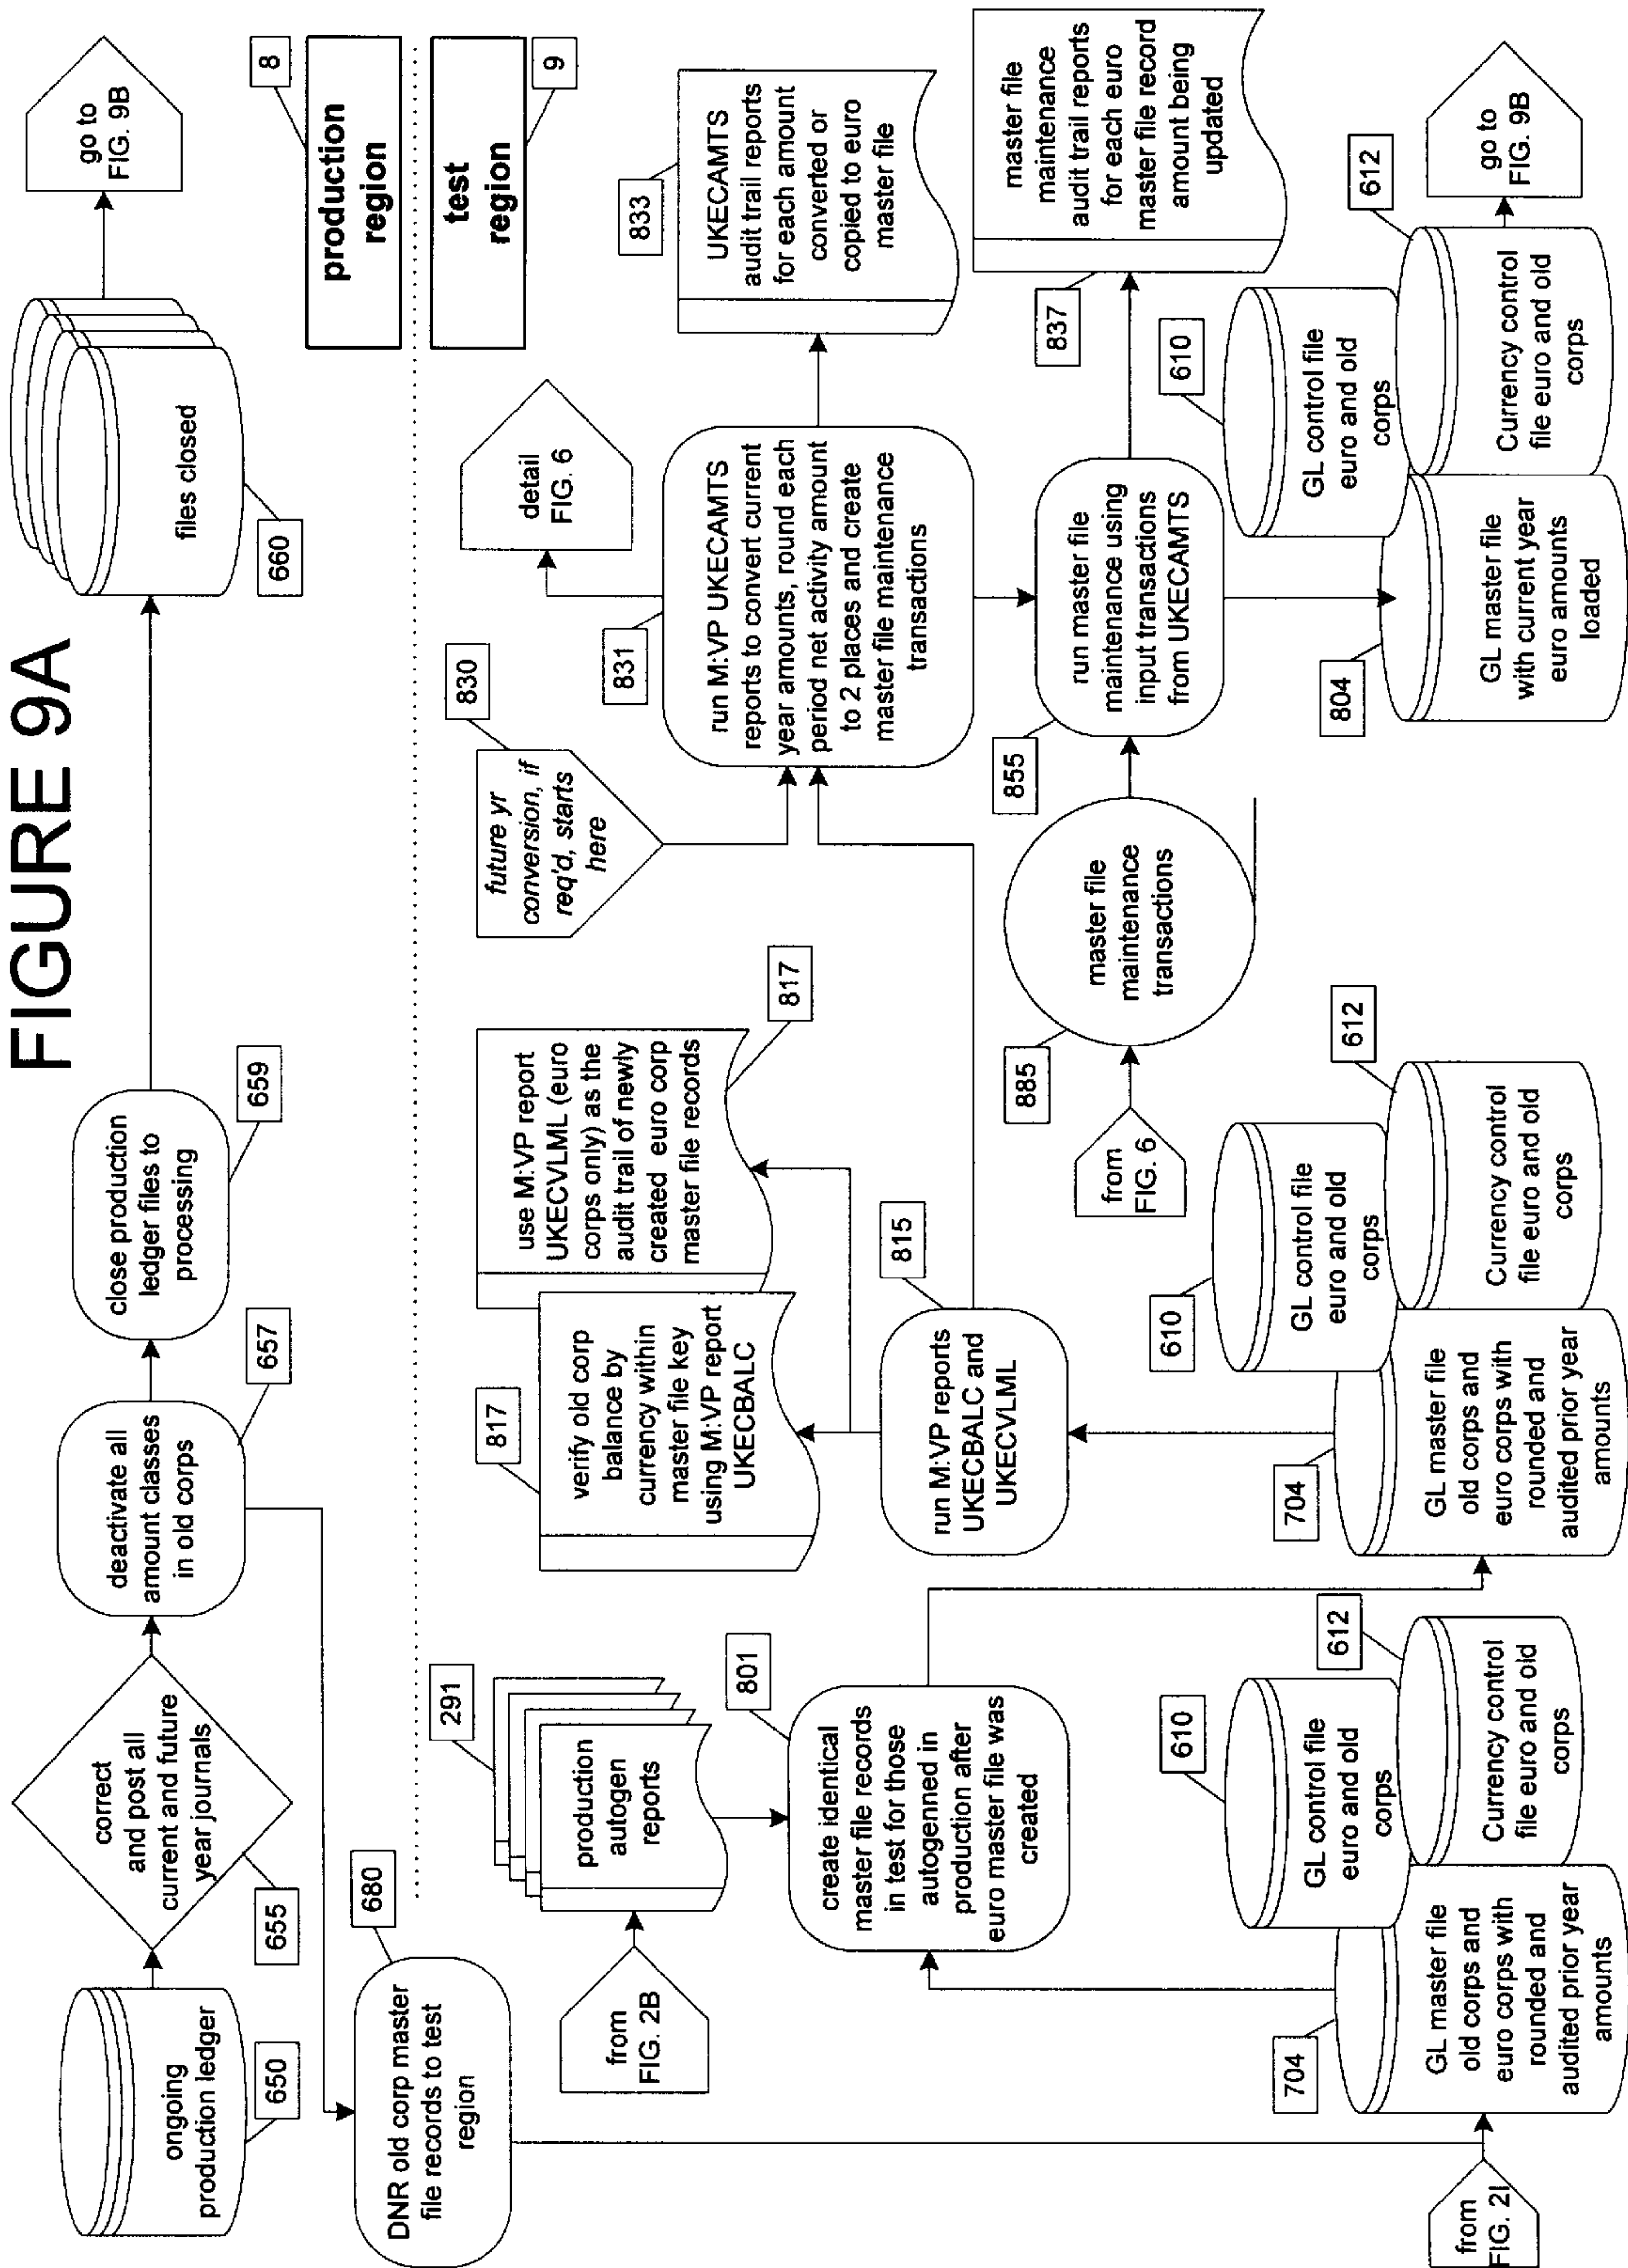 FIGURE 9A
ongoing
production ledger
650
correct
and post all
current and future
year journals
655
deactivate all
amount classes
in old corps
657
close production
ledger files to
processing
659
files closed
660
go to
FIG. 9B
8
production
region
test
region
9
DNR old corp master
file records to test
region
680
from
FIG. 2B
production
autogen
reports
291
create identical
master file records
in test for those
autogenned in
production after
euro master file was
created
801
from
FIG. 2I
704
GL master file
old corps and
euro corps with
rounded and
audited prior year
amounts
610
GL control file
euro and old
corps
612
Currency control
file euro and old
corps
704
GL master file
old corps and
euro corps with
rounded and
audited prior year
amounts
610
GL control file
euro and old
corps
612
Currency control
file euro and old
corps
run M:VP reports
UKECBALC and
UKECVLML
815
817
verify old corp
balance by
currency within
master file key
using M:VP report
UKECBALC
use M:VP report
UKECVLML (euro
corps only) as the
audit trail of newly
created euro corp
master file records
817
future yr
conversion, if
req'd, starts
here
830
detail
FIG. 6
831
run M:VP UKECAMTS
reports to convert current
year amounts, round each
period net activity amount
to 2 places and create
master file maintenance
transactions
833
UKECAMTS
audit trail reports
for each amount
converted or
copied to euro
master file
from
FIG. 6
885
master file
maintenance
transactions
855
run master file
maintenance using
input transactions
from UKECAMTS
837
master file
maintenance
audit trail reports
for each euro
master file record
amount being
updated
804
GL master file
with current year
euro amounts
loaded
610
GL control file
euro and old
corps
612
Currency control
file euro and old
corps
go to
FIG. 9B